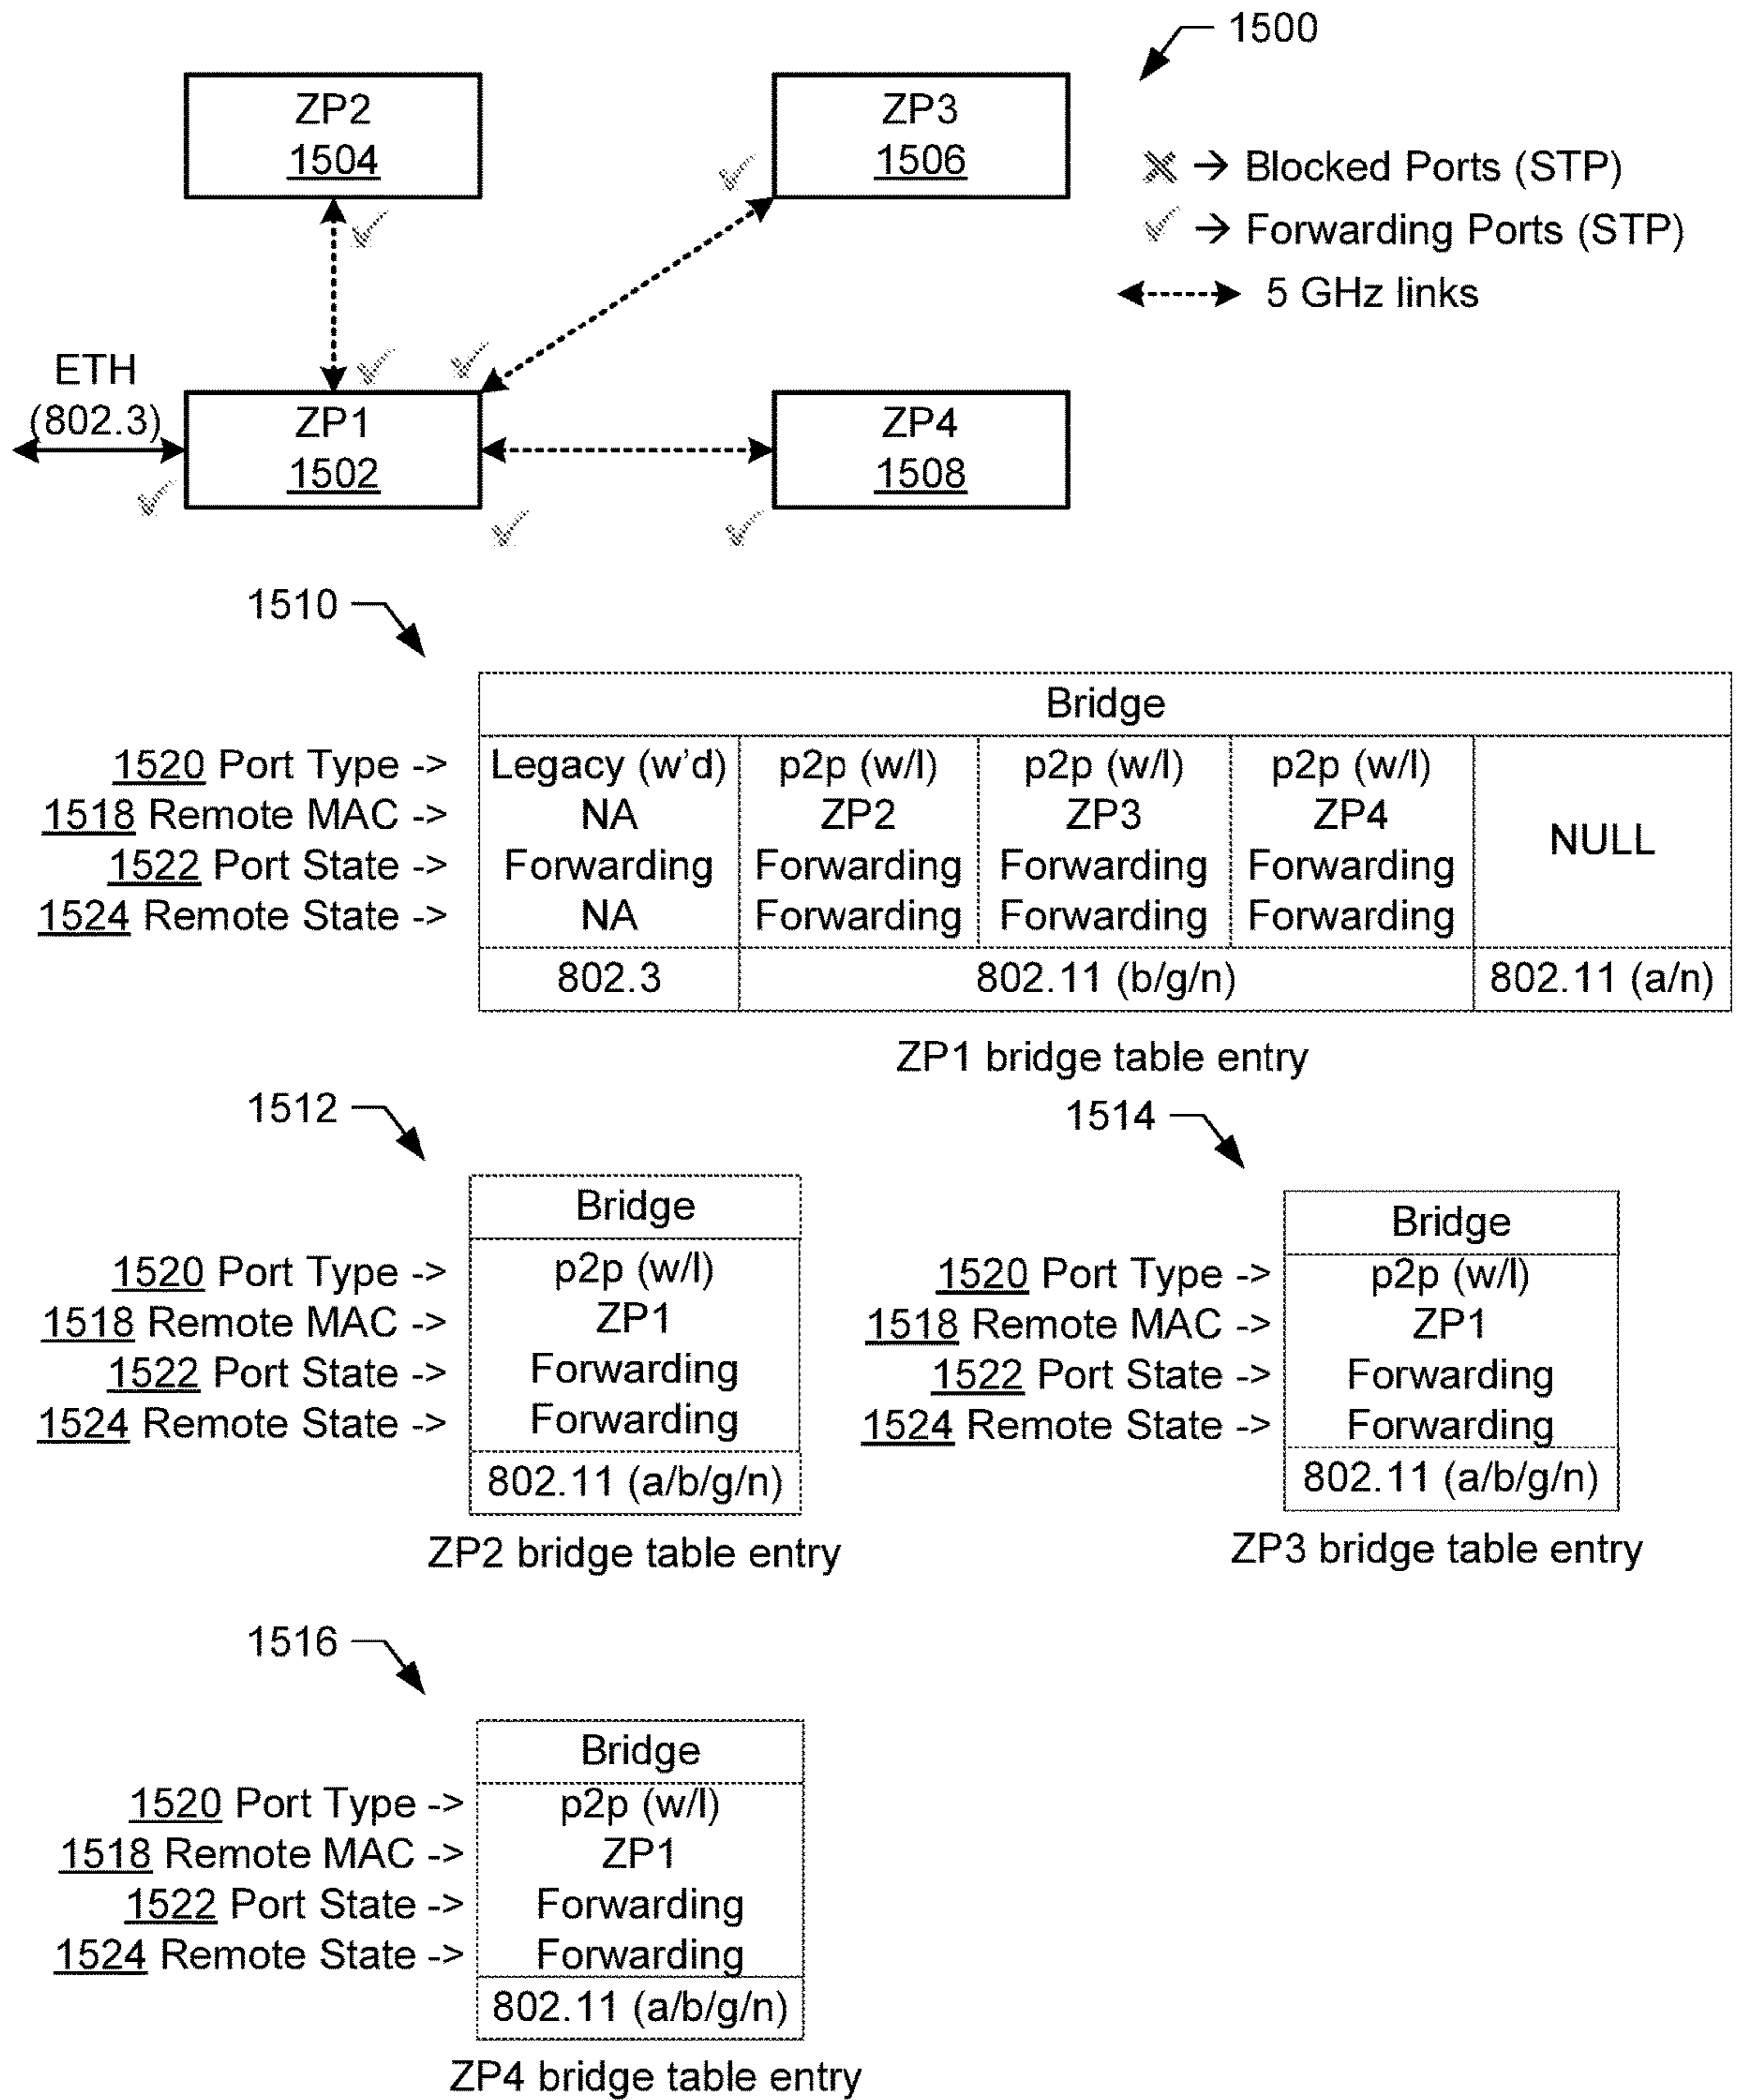 1500
ZP2
1504
ZP3
1506
→ Blocked Ports (STP)
→ Forwarding Ports (STP)
5 GHz links
ETH
(802.3)
ZP1
1502
ZP4
1508
1510
Bridge
1520 Port Type -> Legacy (w'd) p2p (w/l) p2p (w/l) p2p (w/l)
1518 Remote MAC -> NA ZP2 ZP3 ZP4
NULL
1522 Port State -> Forwarding Forwarding Forwarding Forwarding
1524 Remote State -> NA Forwarding Forwarding Forwarding
802.3 802.11 (b/g/n) 802.11 (a/n)
ZP1 bridge table entry
1512
Bridge
1520 Port Type -> p2p (w/l)
1518 Remote MAC -> ZP1
1522 Port State -> Forwarding
1524 Remote State -> Forwarding
802.11 (a/b/g/n)
ZP2 bridge table entry
1514
Bridge
1520 Port Type -> p2p (w/l)
1518 Remote MAC -> ZP1
1522 Port State -> Forwarding
1524 Remote State -> Forwarding
802.11 (a/b/g/n)
ZP3 bridge table entry
1516
Bridge
1520 Port Type -> p2p (w/l)
1518 Remote MAC -> ZP1
1522 Port State -> Forwarding
1524 Remote State -> Forwarding
802.11 (a/b/g/n)
ZP4 bridge table entry